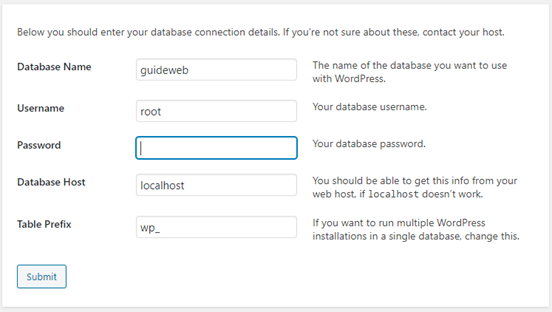 Below you should enter your database connection details. If you're not sure about these, contact your host.
Database Name
guideweb
The name of the database you want to use
with WordPress.
Username
root
Your database username.
Password
Your database password.
Database Host
localhost
You should be able to get this info from your
web host, if localhost doesn't work.
Table Prefix
wp_
If you want to run multiple WordPress
installations in a single database, change this.
Submit